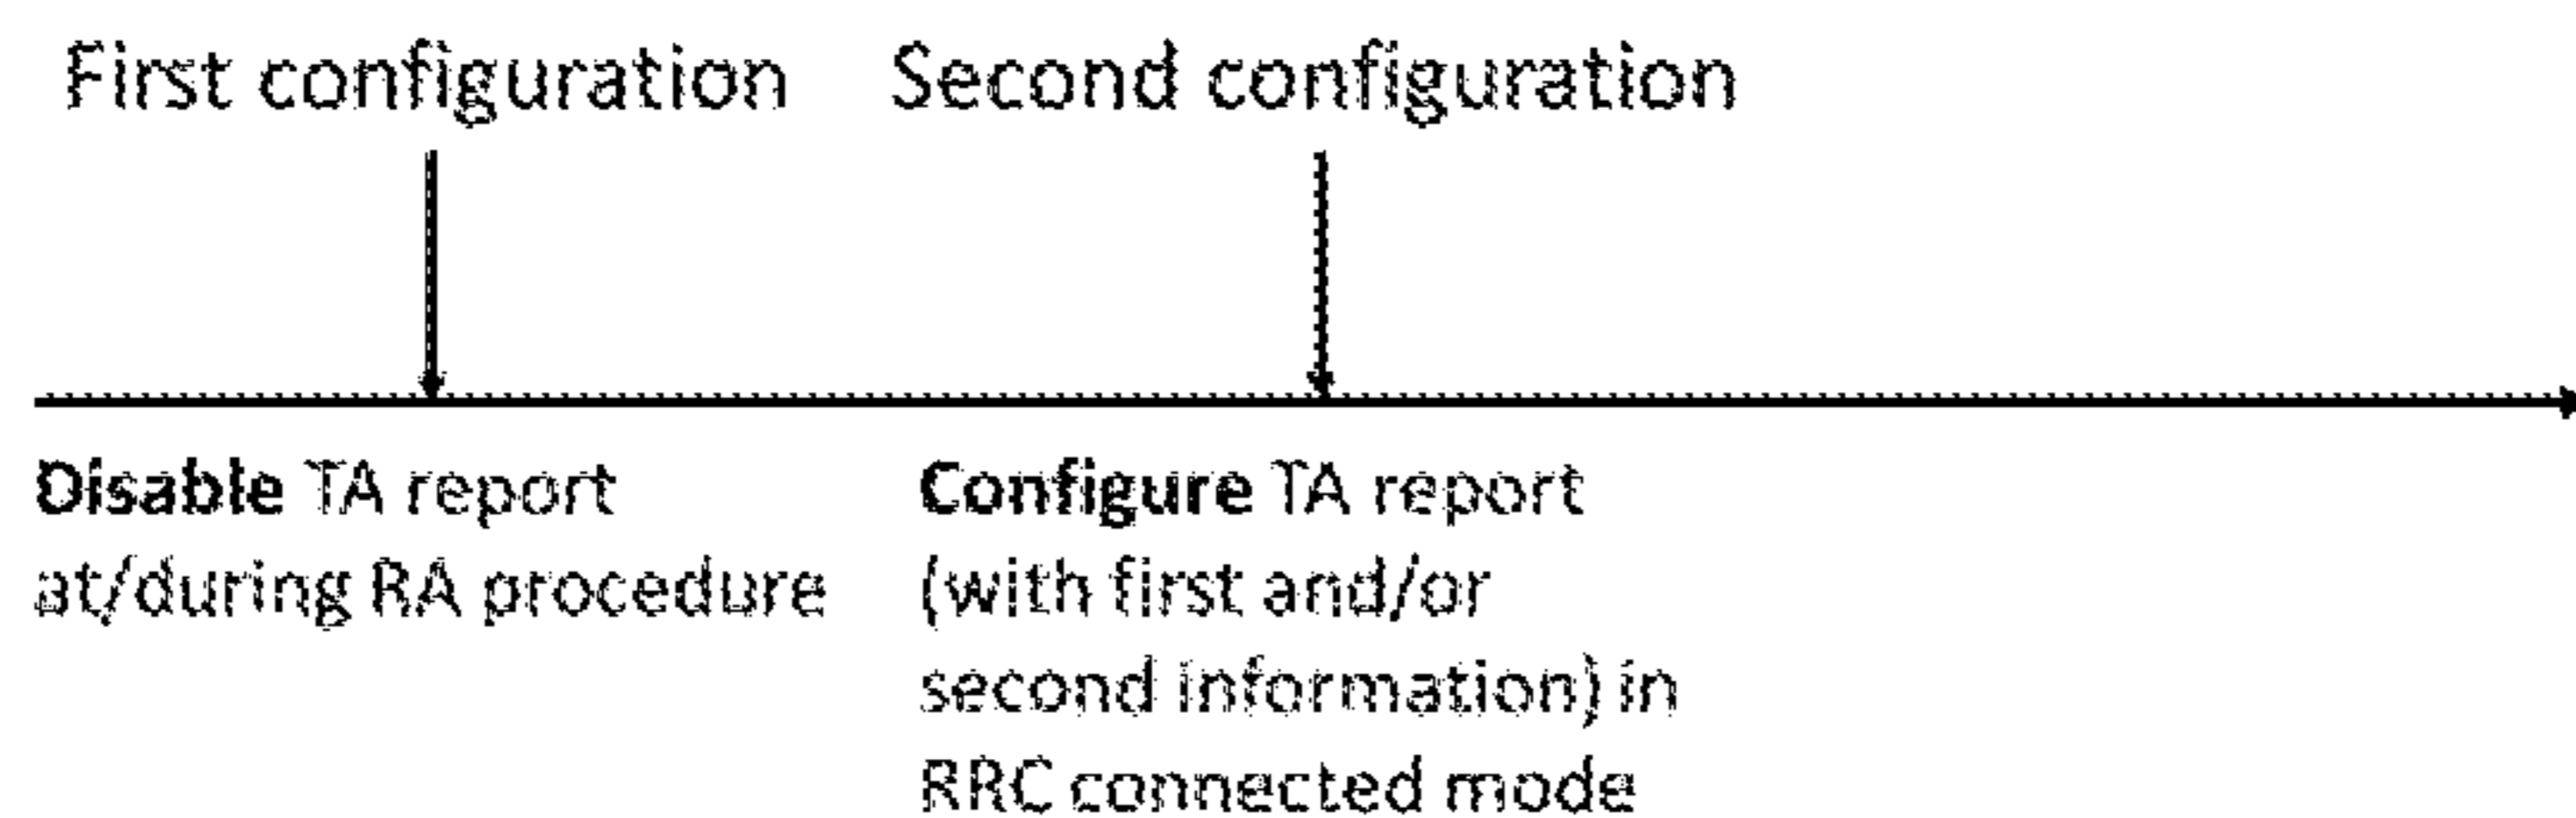 First configuration
Second configuration
Disable TA report
at/during RA procedure
Configure TA report
(with first and/or
second information) in
RRC connected mode